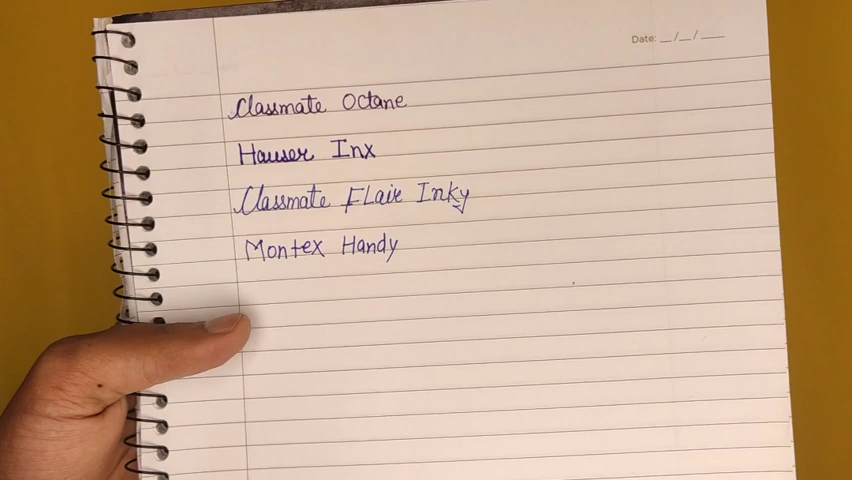 Date: __/__/____
Classmate Octane
Hauser Inx
Classmate FLair Inky
Montex Handy